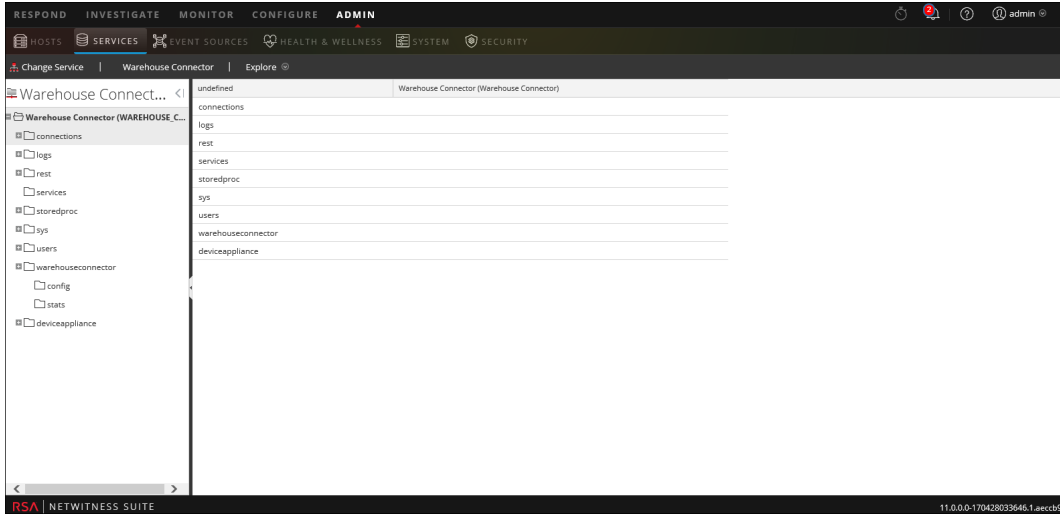 RESPOND INVESTIGATE MONITOR CONFIGURE ADMIN
2 admin
HOSTS SERVICES EVENT SOURCES HEALTH & WELLNESS SYSTEM SECURITY
Change Service | Warehouse Connector | Explore
Warehouse Connect...
Warehouse Connector (WAREHOUSE_C...
connections
logs
rest
services
storedproc
sys
users
warehouseconnector
config
stats
deviceappliance
undefined Warehouse Connector (Warehouse Connector)
connections
logs
rest
services
storedproc
sys
users
warehouseconnector
deviceappliance
RSA | NETWITNESS SUITE
11.0.0.0-170428033646.1.aeccb9